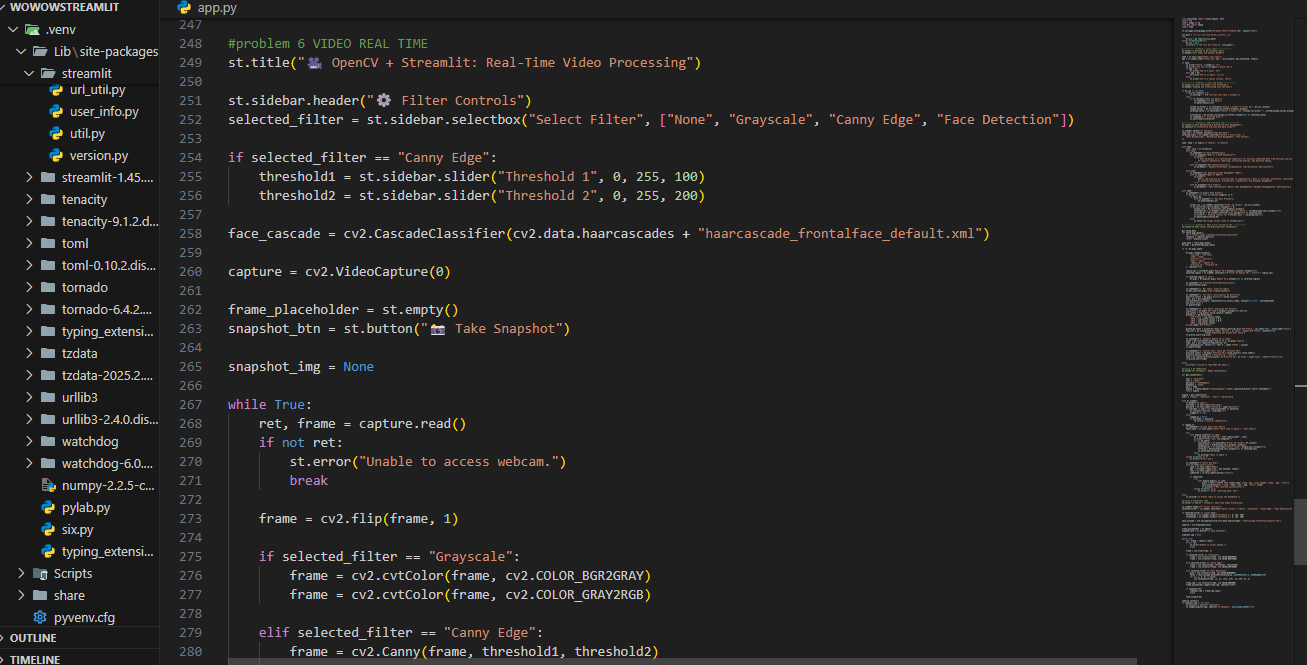 WOWOWSTREAMLIT
.venv
Lib\site-packages
streamlit
url_util.py
user_info.py
util.py
version.py
streamlit-1.45....
tenacity
tenacity-9.1.2.d...
toml
toml-0.10.2.dis...
tornado
tornado-6.4.2....
typing_extensi...
tzdata
tzdata-2025.2....
urllib3
urllib3-2.4.0.dis...
watchdog
watchdog-6.0....
numpy-2.2.5-c...
pylab.py
six.py
typing_extensi...
Scripts
share
pyvenv.cfg
OUTLINE
TIMELINE
app.py
247
248 #problem 6 VIDEO REAL TIME
249 st.title("🎥 OpenCV + Streamlit: Real-Time Video Processing")
250
251 st.sidebar.header("⚙️ Filter Controls")
252 selected_filter = st.sidebar.selectbox("Select Filter", ["None", "Grayscale", "Canny Edge", "Face Detection"])
253
254 if selected_filter == "Canny Edge":
255     threshold1 = st.sidebar.slider("Threshold 1", 0, 255, 100)
256     threshold2 = st.sidebar.slider("Threshold 2", 0, 255, 200)
257
258 face_cascade = cv2.CascadeClassifier(cv2.data.haarcascades + "haarcascade_frontalface_default.xml")
259
260 capture = cv2.VideoCapture(0)
261
262 frame_placeholder = st.empty()
263 snapshot_btn = st.button("📸 Take Snapshot")
264
265 snapshot_img = None
266
267 while True:
268     ret, frame = capture.read()
269     if not ret:
270         st.error("Unable to access webcam.")
271         break
272
273     frame = cv2.flip(frame, 1)
274
275     if selected_filter == "Grayscale":
276         frame = cv2.cvtColor(frame, cv2.COLOR_BGR2GRAY)
277         frame = cv2.cvtColor(frame, cv2.COLOR_GRAY2RGB)
278
279     elif selected_filter == "Canny Edge":
280         frame = cv2.Canny(frame, threshold1, threshold2)